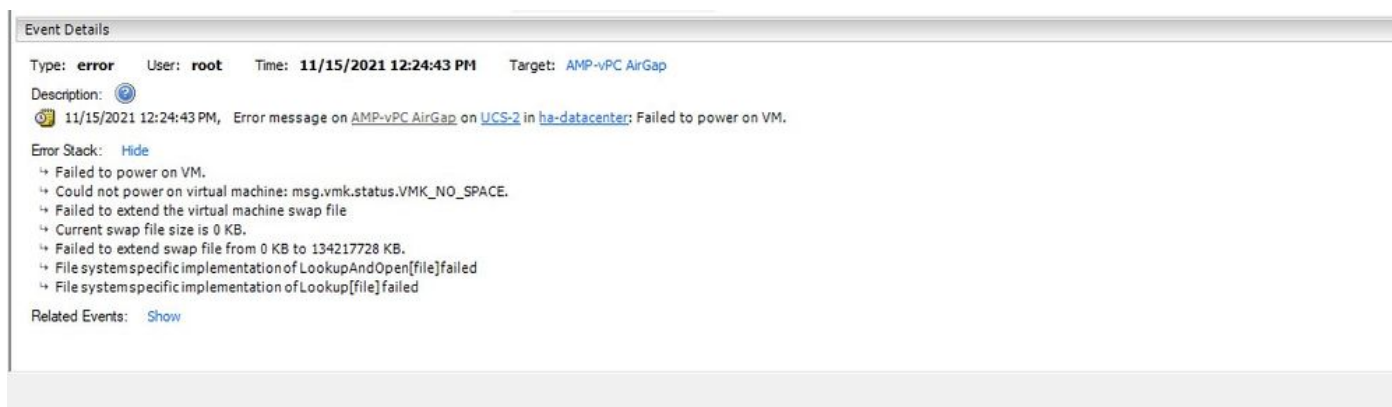 Event Details
Type: error User: root Time: 11/15/2021 12:24:43 PM Target: AMP-vPC AirGap
Description:
11/15/2021 12:24:43 PM, Error message on AMP-vPC AirGap on UCS-2 in ha-datacenter: Failed to power on VM.
Error Stack: Hide
Failed to power on VM.
Could not power on virtual machine: msg.vmk.status.VMK_NO_SPACE.
Failed to extend the virtual machine swap file
Current swap file size is 0 KB.
Failed to extend swap file from 0 KB to 134217728 KB.
File system specific implementation of LookupAndOpen[file] failed
File system specific implementation of Lookup[file] failed
Related Events: Show